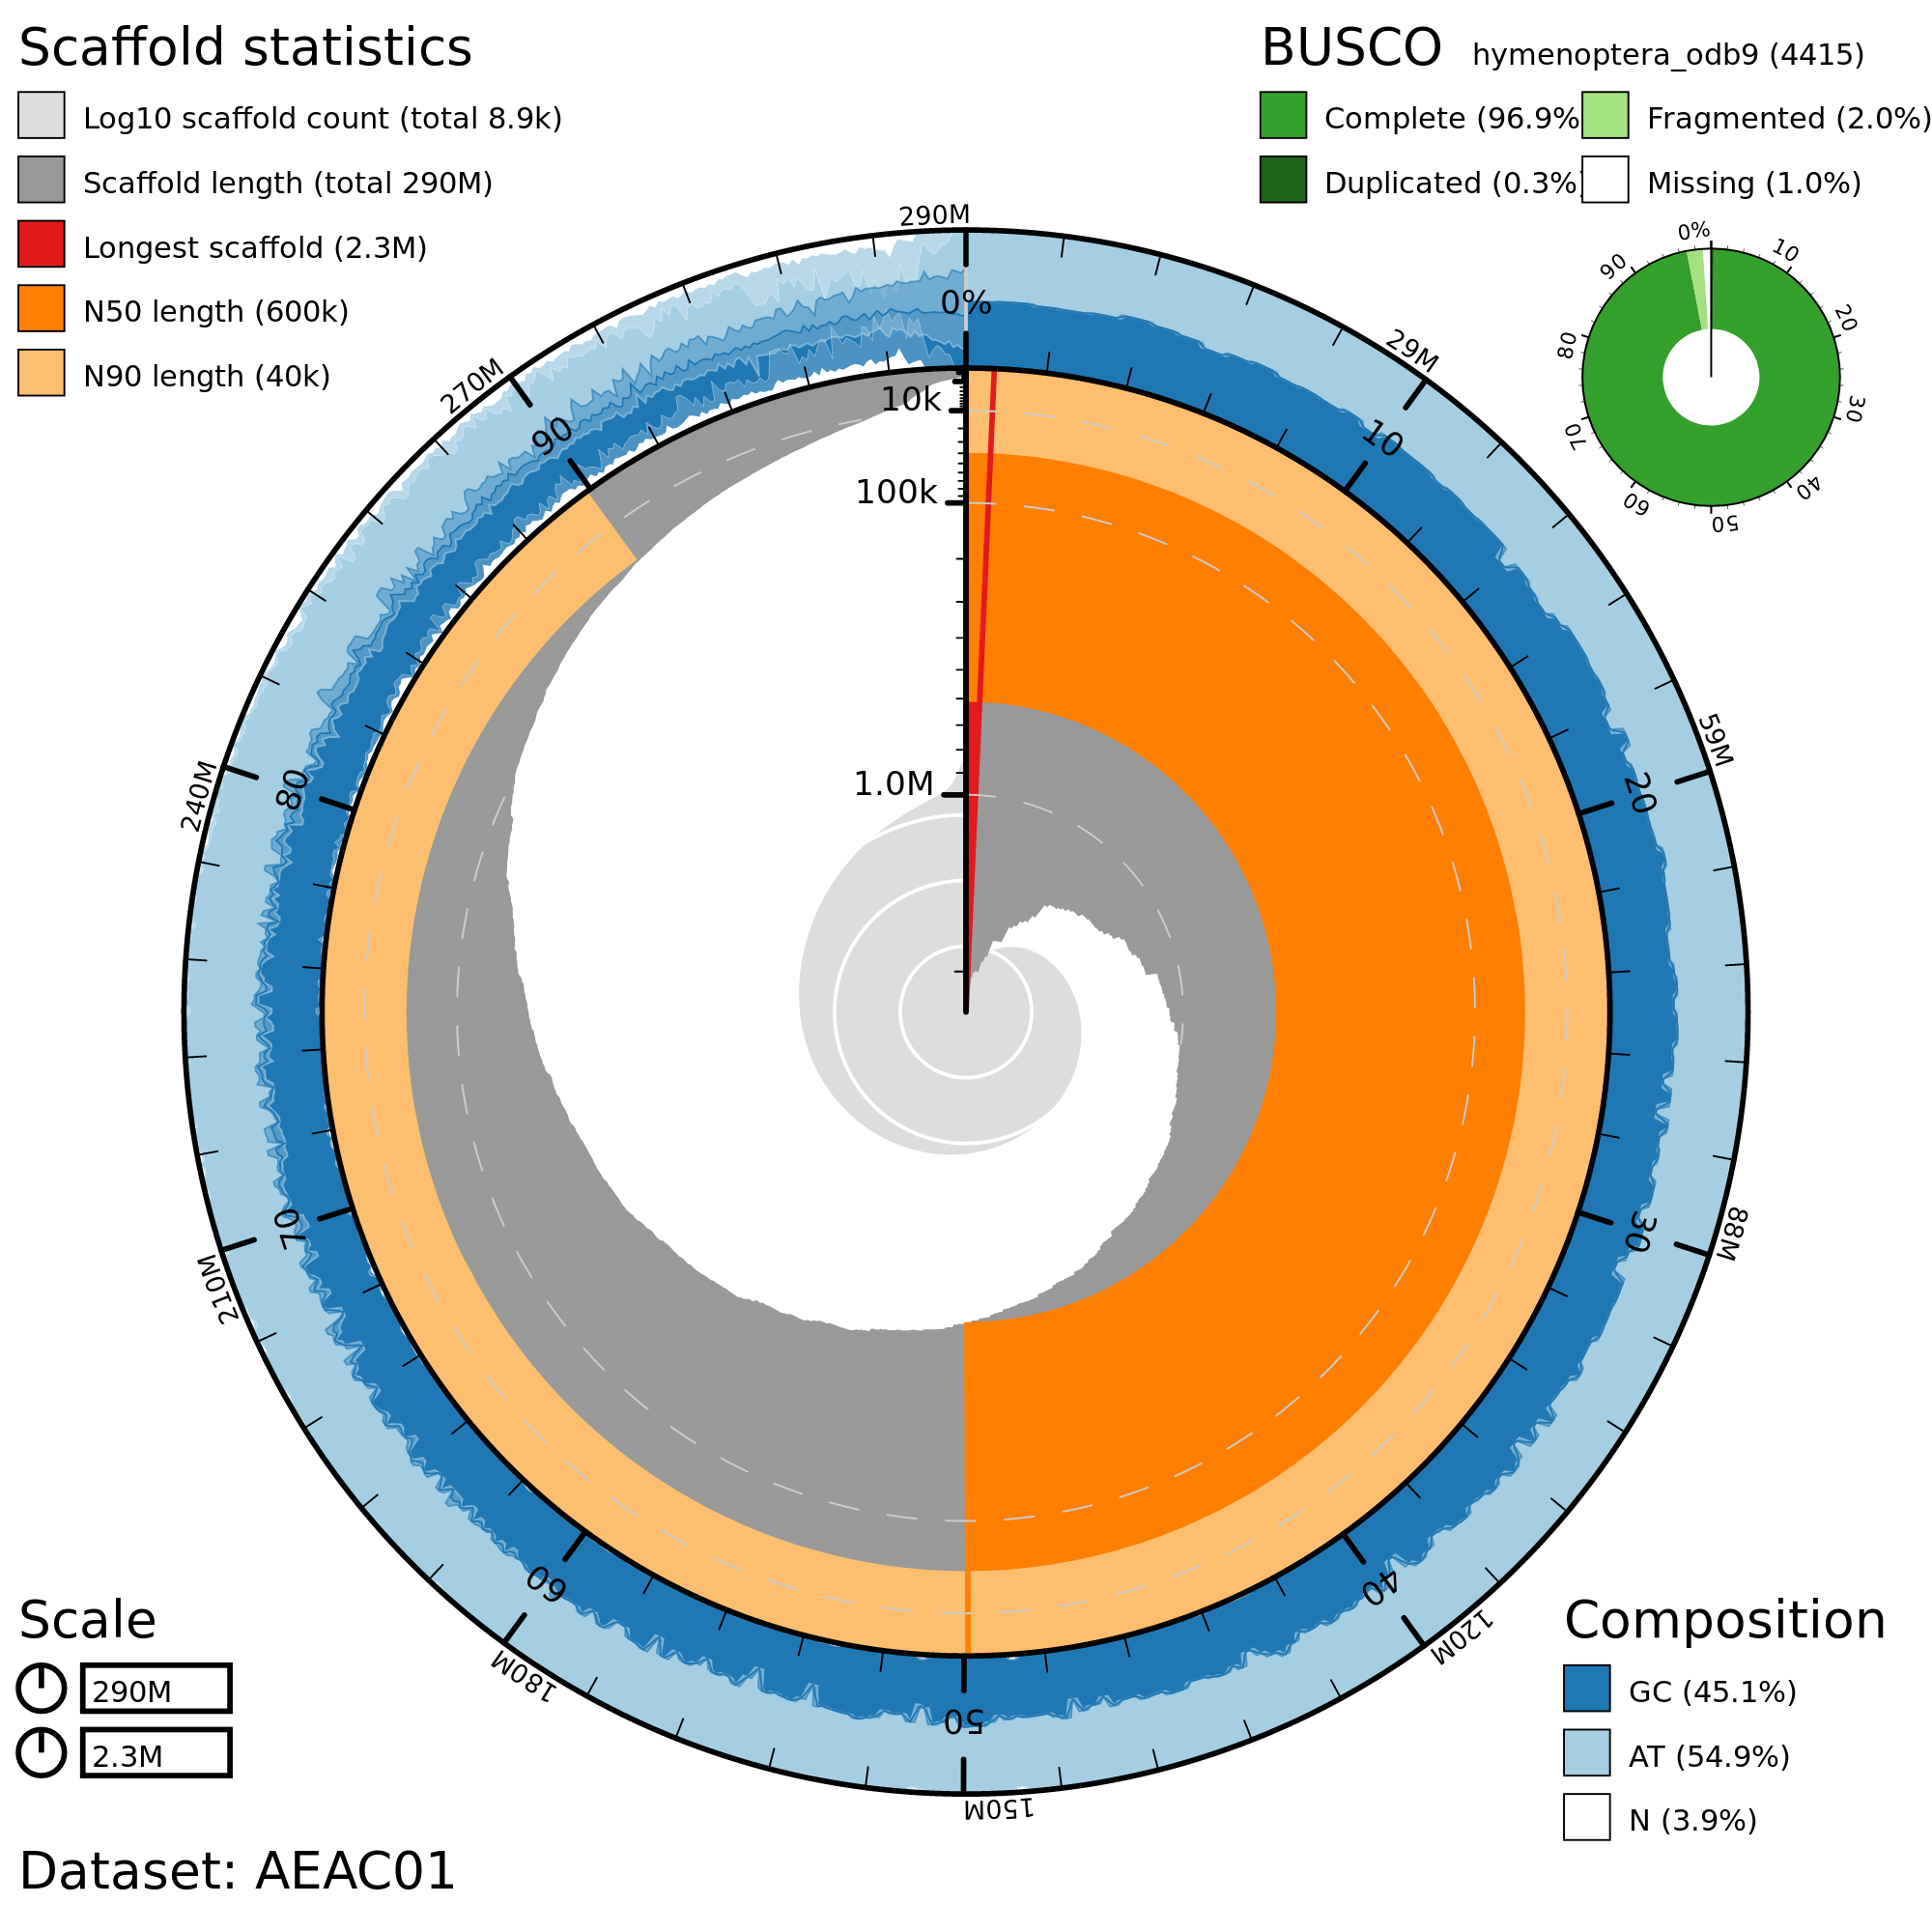 Scaffold statistics
Log10 scaffold count (total 8.9k)
Scaffold length (total 290M)
Longest scaffold (2.3M)
N50 length (600k)
N90 length (40k)
BUSCO hymenoptera_odb9 (4415)
Complete (96.9%
Fragmented (2.0%)
Duplicated (0.3%)
Missing (1.0%)
0%
10
20
30
40
50
60
70
80
90
290M
29M
59M
88M
120M
150M
180M
210M
240M
270M
0%
10
20
30
40
50
60
70
80
90
10k
100k
1.0M
Scale
290M
2.3M
Composition
GC (45.1%)
AT (54.9%)
N (3.9%)
Dataset: AEAC01